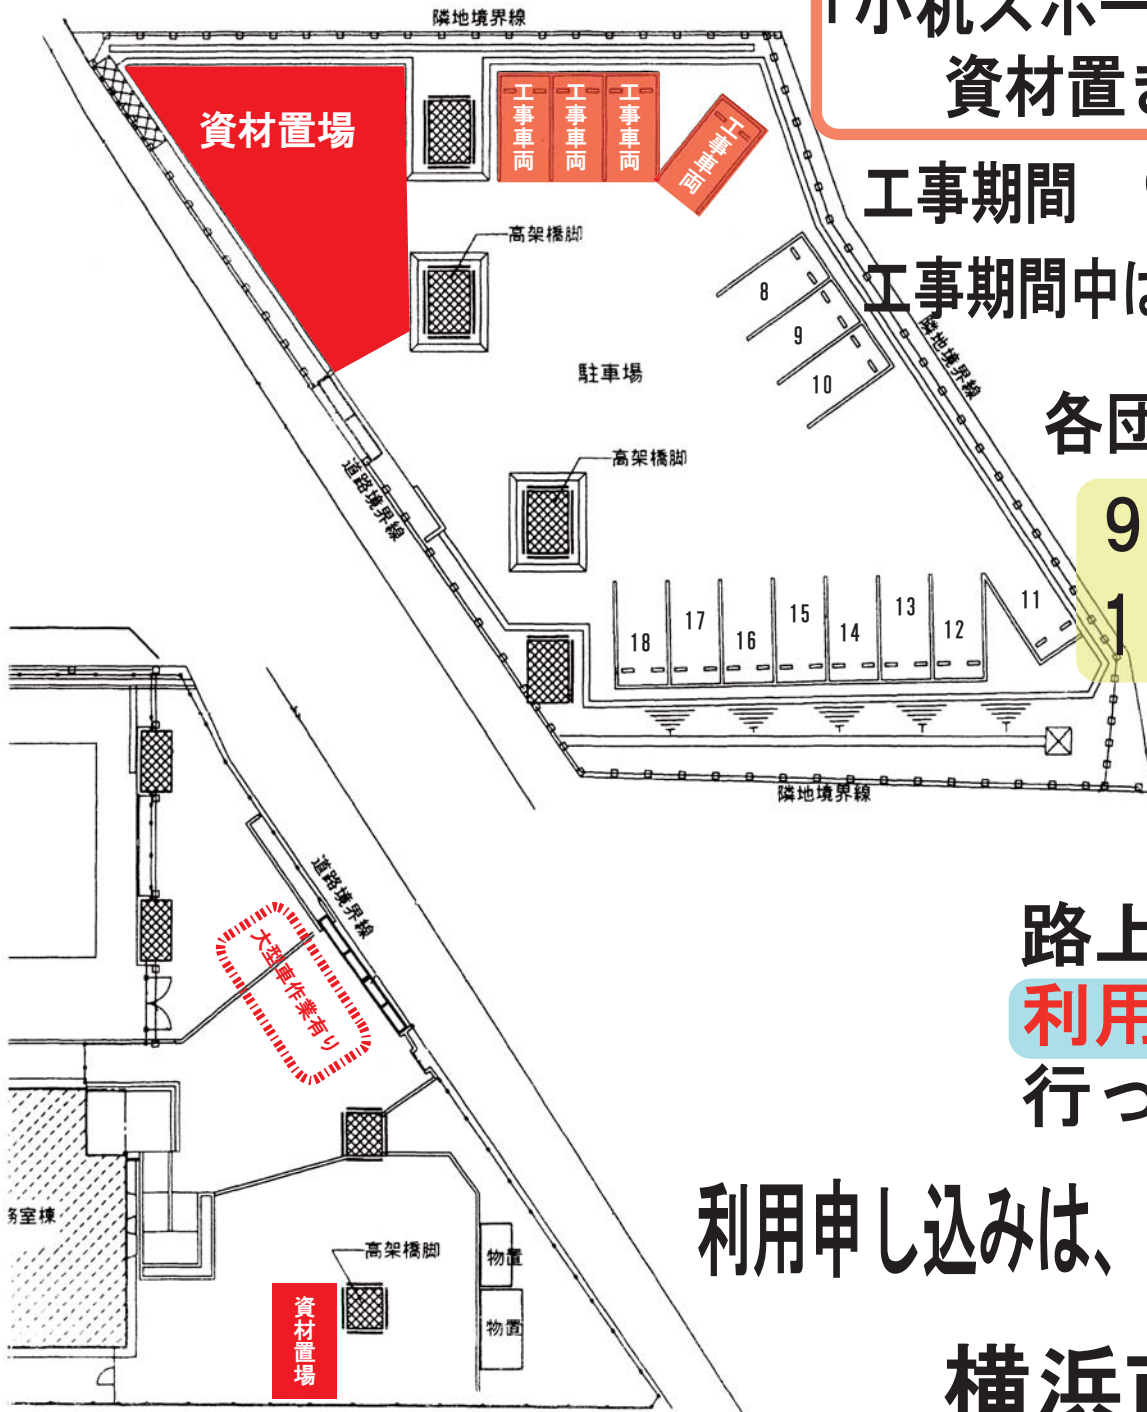 隣地境界線
「小机スポー
資材置き
資材置場
工事車両
工事車両
工事車両
工事車両
工事期間
高架橋脚
工事期間中は
8
9
10
隣地境界線
駐車場
各団
高架橋脚
道路境界線
9
1
11
12
13
14
15
16
17
18
隣地境界線
道路境界線
大型車作業有り
路上
利用
行っ
利用申し込みは、
務室棟
高架橋脚
物置
物置
資材置場
横浜市